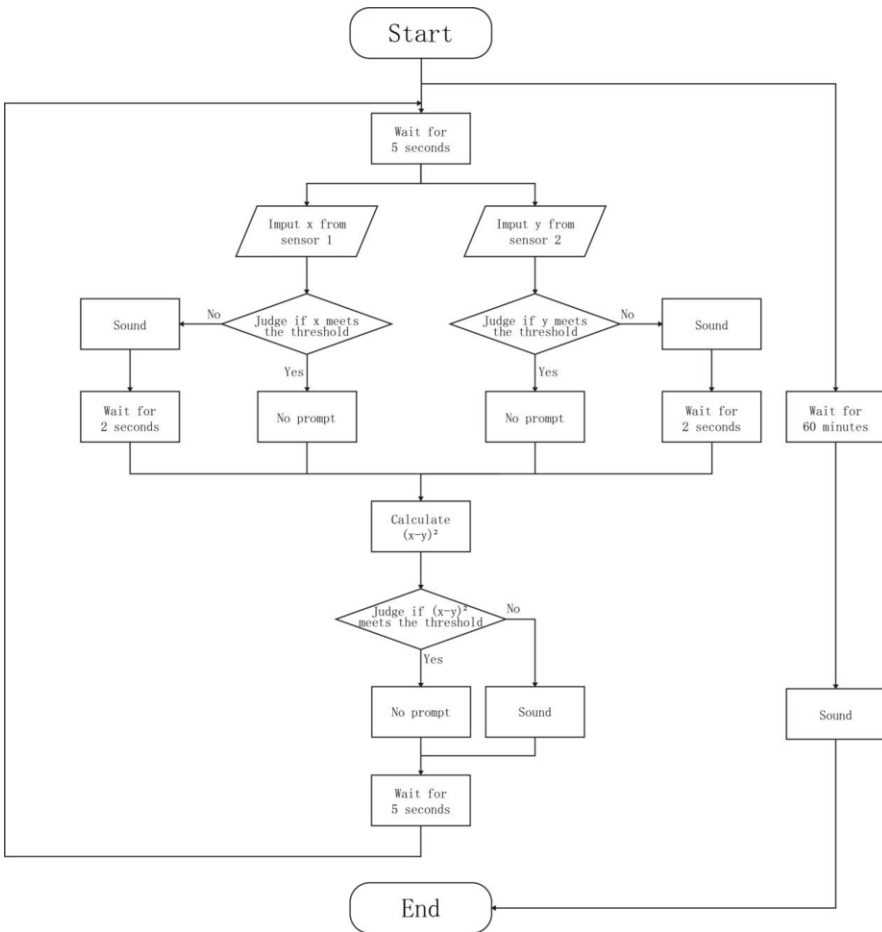 Start
Wait for
5 seconds
Imput x from
sensor 1
Imput y from
sensor 2
Sound
No
Judge if x meets
the threshold
Judge if y meets
the threshold
No
Sound
Yes
Yes
Wait for
2 seconds
No prompt
No prompt
Wait for
2 seconds
Wait for
60 minutes
Calculate
(x-y)²
Judge if (x-y)²
meets the threshold
No
Yes
No prompt
Sound
Sound
Wait for
5 seconds
End